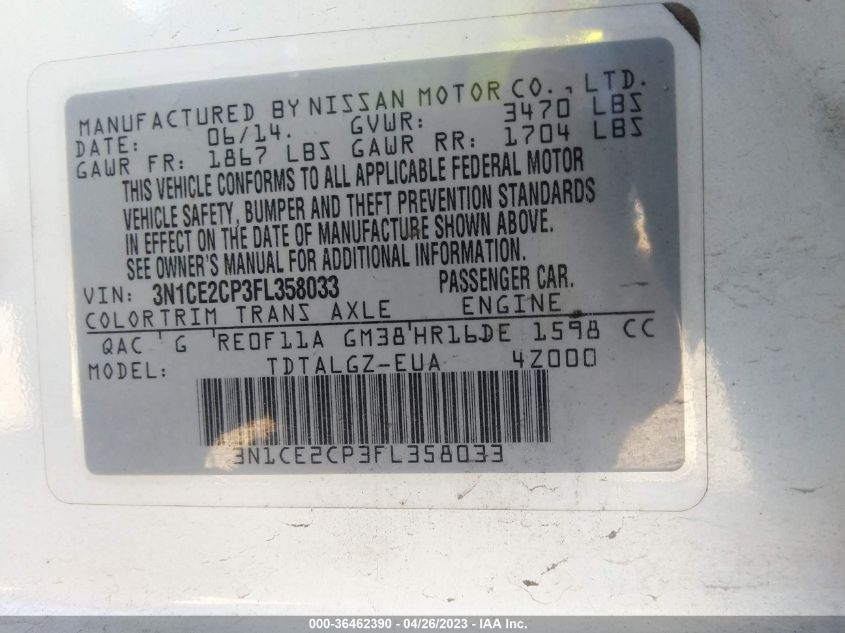 MANUFACTURED BY NISSAN MOTOR CO., LTD.
DATE: 06/14. GVWR: 3470 LBS
GAWR FR: 1867 LBS GAWR RR: 1704 LBS
THIS VEHICLE CONFORMS TO ALL APPLICABLE FEDERAL MOTOR
VEHICLE SAFETY, BUMPER AND THEFT PREVENTION STANDARDS
IN EFFECT ON THE DATE OF MANUFACTURE SHOWN ABOVE.
SEE OWNER'S MANUAL FOR ADDITIONAL INFORMATION.
VIN: 3N1CE2CP3FL358033 PASSENGER CAR.
COLORTRIM TRANS AXLE ENGINE
QAC G RE0F11A GM38 HR16DE 1598 CC
MODEL: TDTALGZ-EUA 4Z000
3N1CE2CP3FL358033
000-36462390 - 04/26/2023 - IAA Inc.